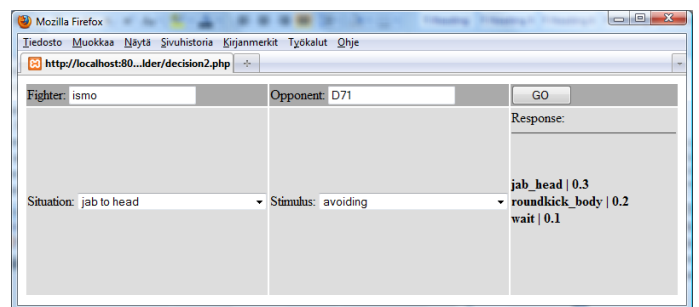 Mozilla Firefox
Tiedosto Muokkaa Näytä Sivuhistoria Kirjanmerkit Työkalut Ohje
http://localhost:80...lder/decision2.php
Fighter: ismo Opponent: D71 GO
Response:
jab_head | 0.3
Situation: jab to head Stimulus: avoiding roundkick_body | 0.2
wait | 0.1